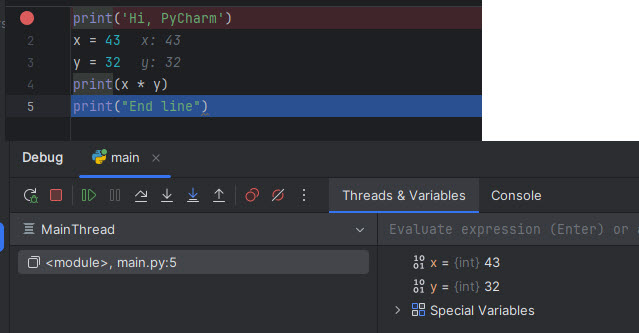 print('Hi, PyCharm')
2 x = 43 x: 43
3 y = 32 y: 32
4 print(x * y)
5 print("End line")
Debug main
Threads & Variables Console
MainThread
Evaluate expression (Enter) or
<module>, main.py:5
x = {int} 43
y = {int} 32
Special Variables